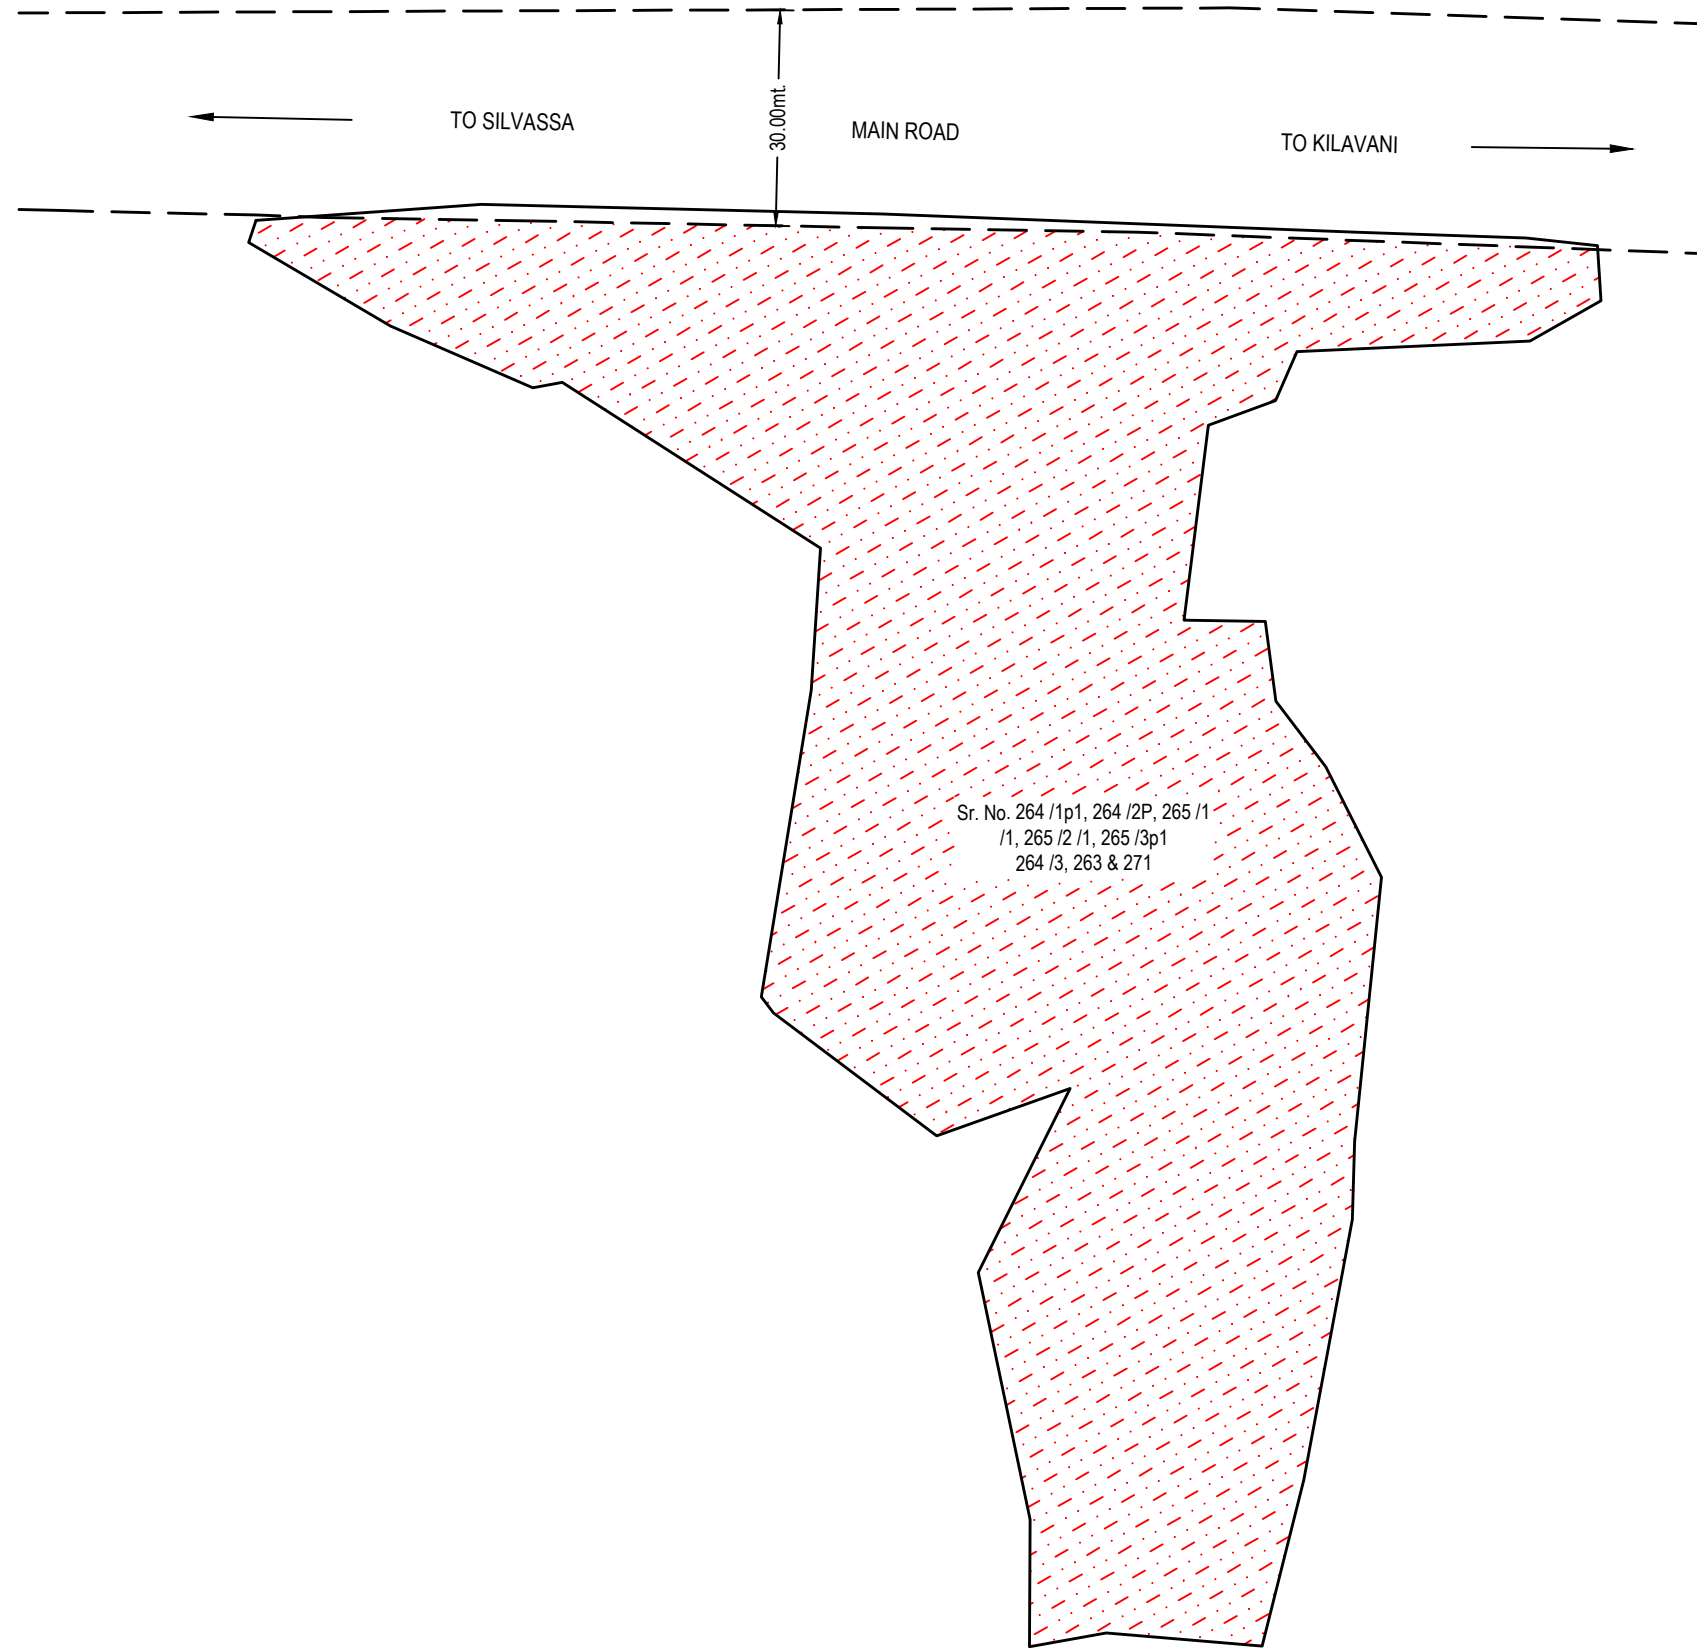 30.00mt.
TO SILVASSA
MAIN ROAD
TO KILAVANI
Sr. No. 264 /1p1, 264 /2P, 265 /1
/1, 265 /2 /1, 265 /3p1
264 /3, 263 & 271